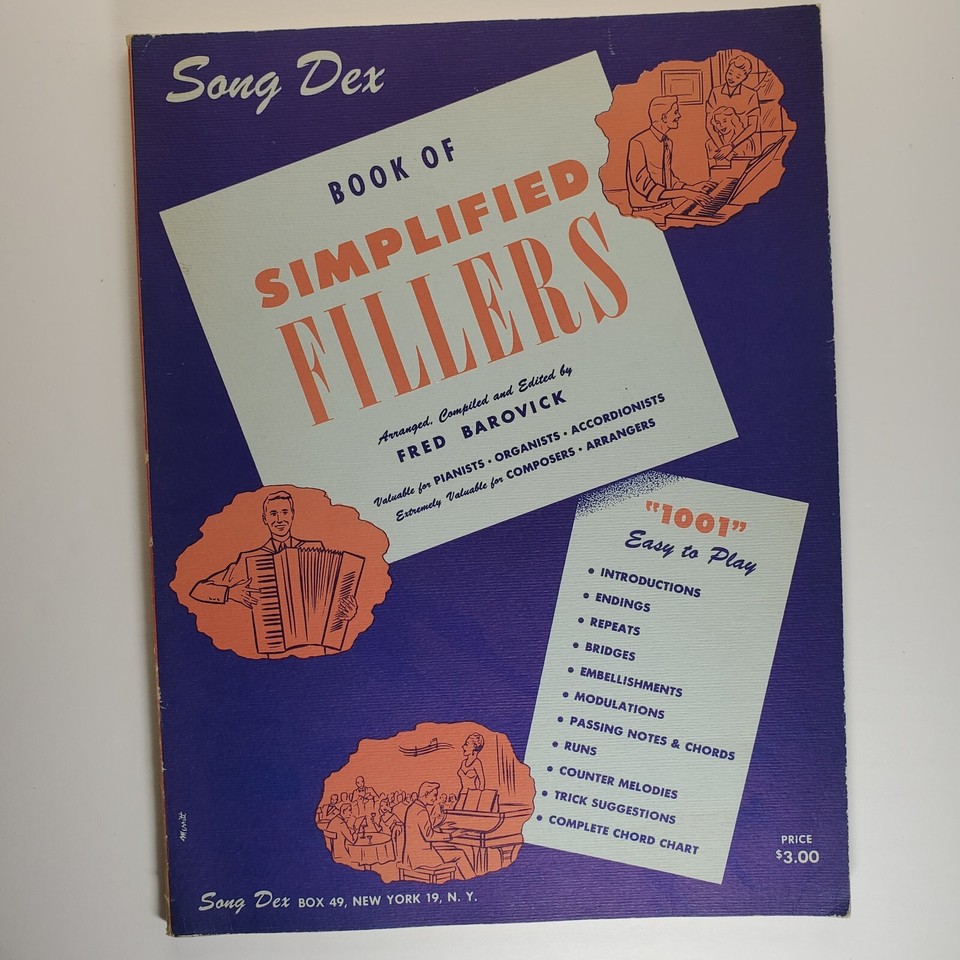 Song Dex
BOOK OF
SIMPLIFIED
FILLERS
Arranged, Compiled and Edited by
FRED BAROVICK
Valuable for PIANISTS • ORGANISTS • ACCORDIONISTS
Extremely Valuable for COMPOSERS • ARRANGERS
"1001"
Easy to Play
• INTRODUCTIONS
• ENDINGS
• REPEATS
• BRIDGES
• EMBELLISHMENTS
• MODULATIONS
• PASSING NOTES & CHORDS
• RUNS
• COUNTER MELODIES
• TRICK SUGGESTIONS
• COMPLETE CHORD CHART
PRICE
$3.00
Merritt
Song Dex BOX 49, NEW YORK 19, N. Y.